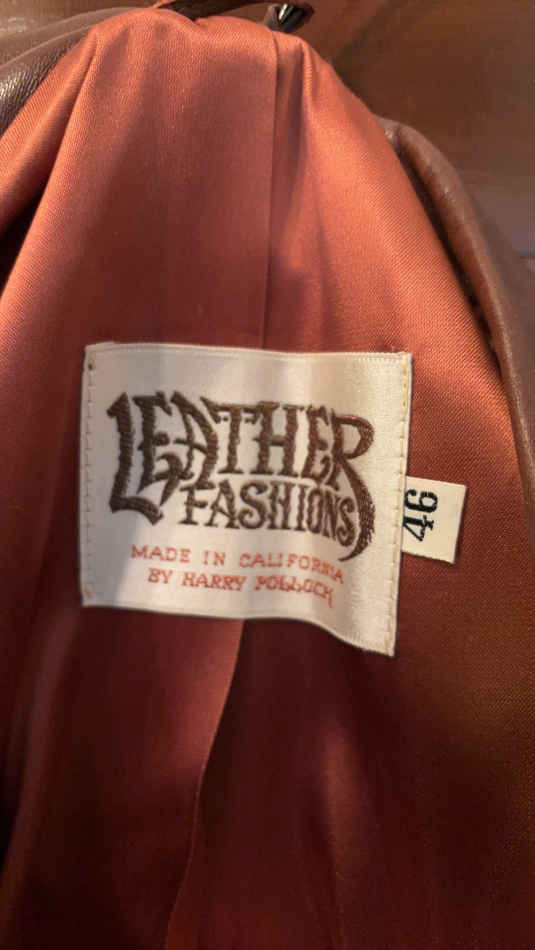 LEATHER
FASHIONS
MADE IN CALIFORNIA
BY HARRY POLLOCK
46